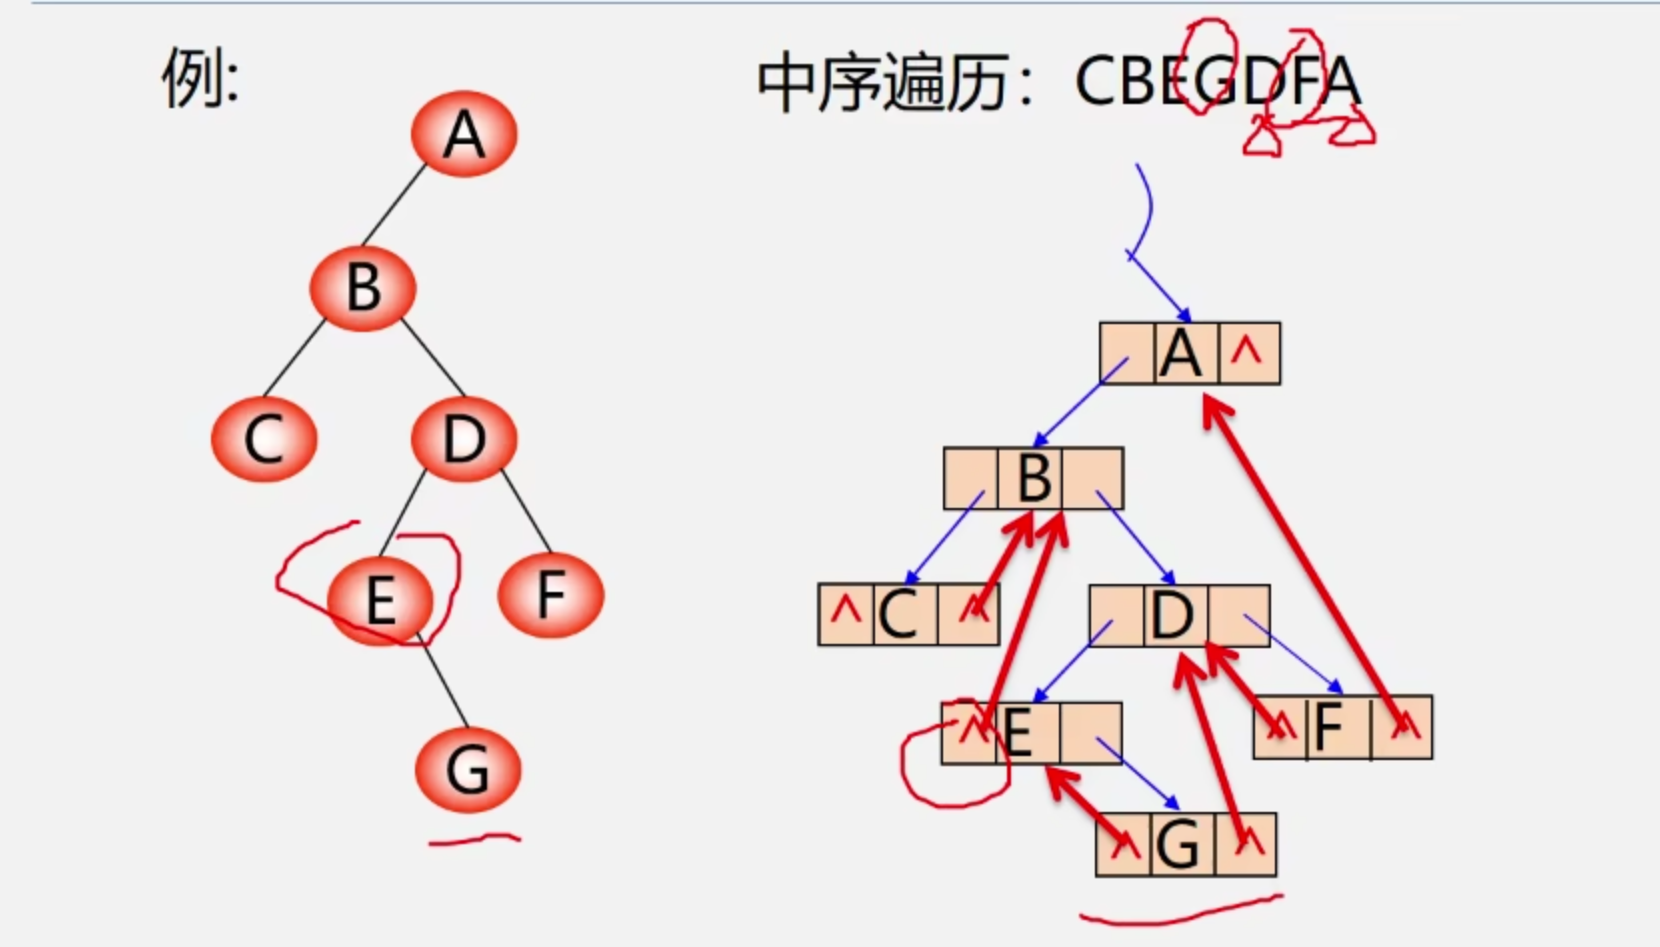 例:
中序遍历：CBEGDFA
A
B
C
D
E
F
G
A ^
B
^ C ^
D
^ E
^ F ^
^ G ^